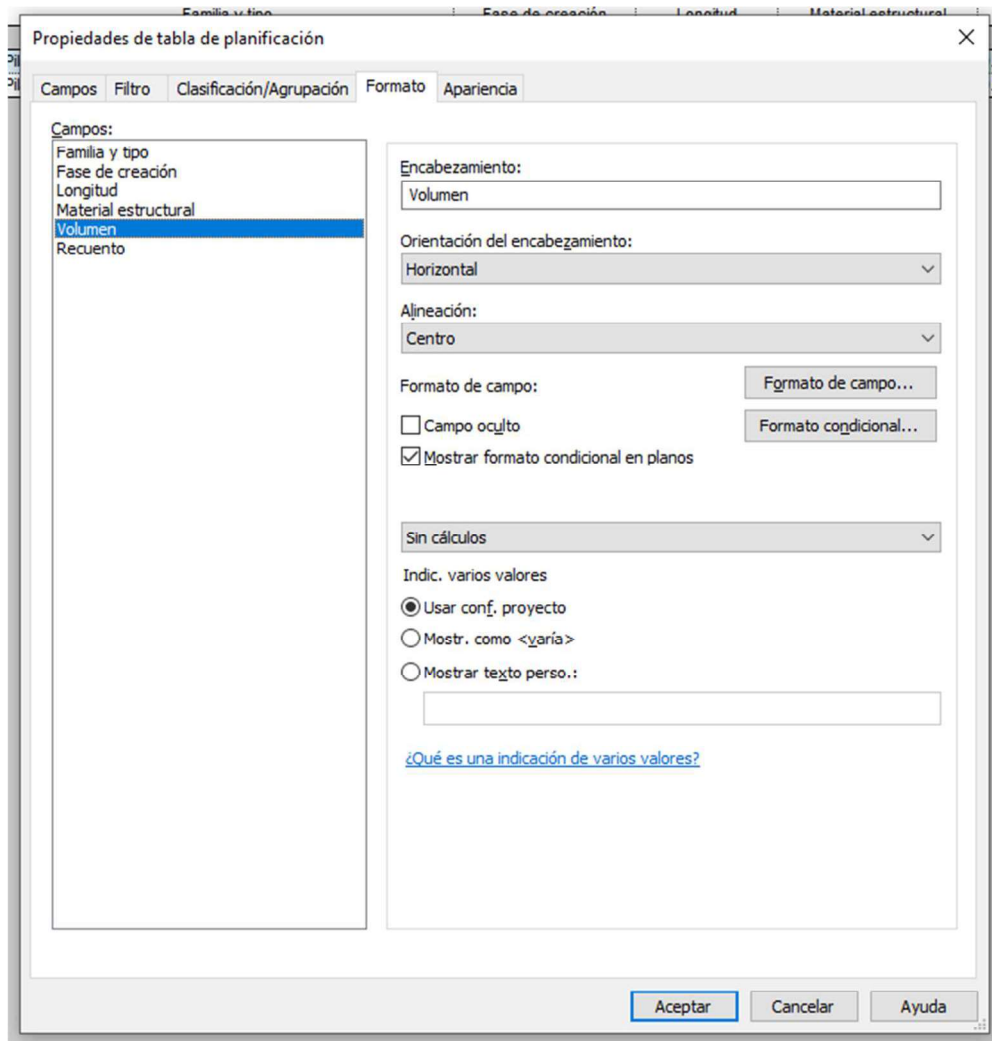 Familia y tipo Fase de creación Longitud Material estructural
Propiedades de tabla de planificación
Pil
Pil
Campos Filtro Clasificación/Agrupación Formato Apariencia
Campos:
Familia y tipo
Fase de creación
Longitud
Material estructural
Volumen
Recuento
Encabezamiento:
Volumen
Orientación del encabezamiento:
Horizontal
Alineación:
Centro
Formato de campo: Formato de campo...
Campo oculto Formato condicional...
Mostrar formato condicional en planos
Sin cálculos
Indic. varios valores
Usar conf. proyecto
Mostr. como <varía>
Mostrar texto perso.:
¿Qué es una indicación de varios valores?
Aceptar Cancelar Ayuda